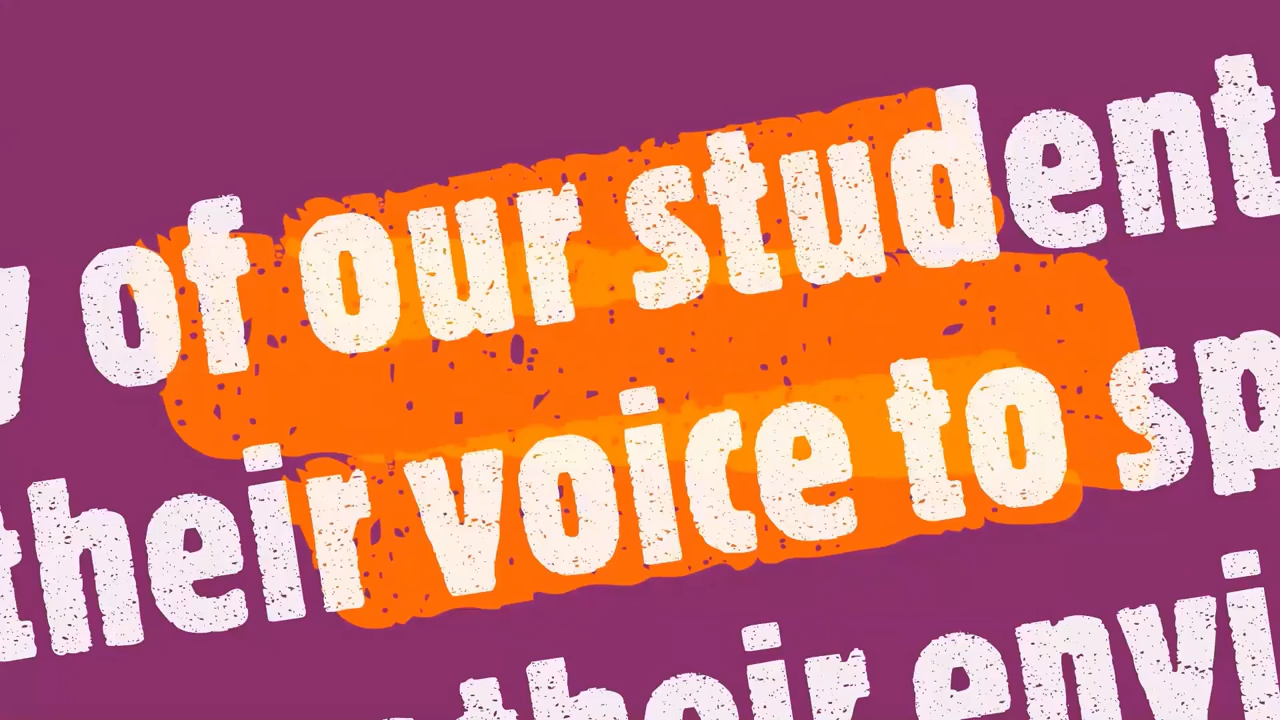 y of our student
their voice to sp
their envi